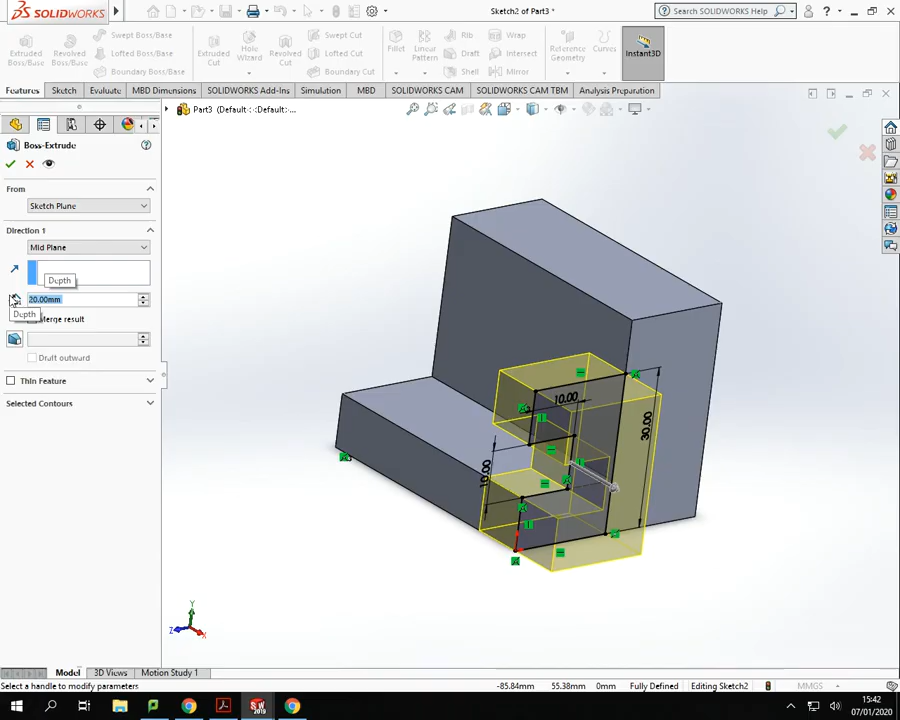 SOLIDWORKS
Sketch2 of Part3 *
Search SOLIDWORKS Help
Extruded Boss/Base
Revolved Boss/Base
Swept Boss/Base
Lofted Boss/Base
Boundary Boss/Base
Extruded Cut
Hole Wizard
Revolved Cut
Swept Cut
Lofted Cut
Boundary Cut
Fillet
Linear Pattern
Rib
Draft
Shell
Wrap
Intersect
Mirror
Reference Geometry
Curves
Instant3D
Features Sketch Evaluate MBD Dimensions SOLIDWORKS Add-Ins Simulation MBD SOLIDWORKS CAM SOLIDWORKS CAM TBM Analysis Preparation
Part3 (Default<<Default>...
Boss-Extrude
From
Sketch Plane
Direction 1
Mid Plane
Depth
20.00mm
Depth
Merge result
Draft outward
Thin Feature
Selected Contours
10.00
30.00
10.00
Y
Z
X
Model 3D Views Motion Study 1
Select a handle to modify parameters
-85.84mm 55.38mm 0mm Fully Defined Editing Sketch2 MMGS
SW 2019
15:42
07/01/2020